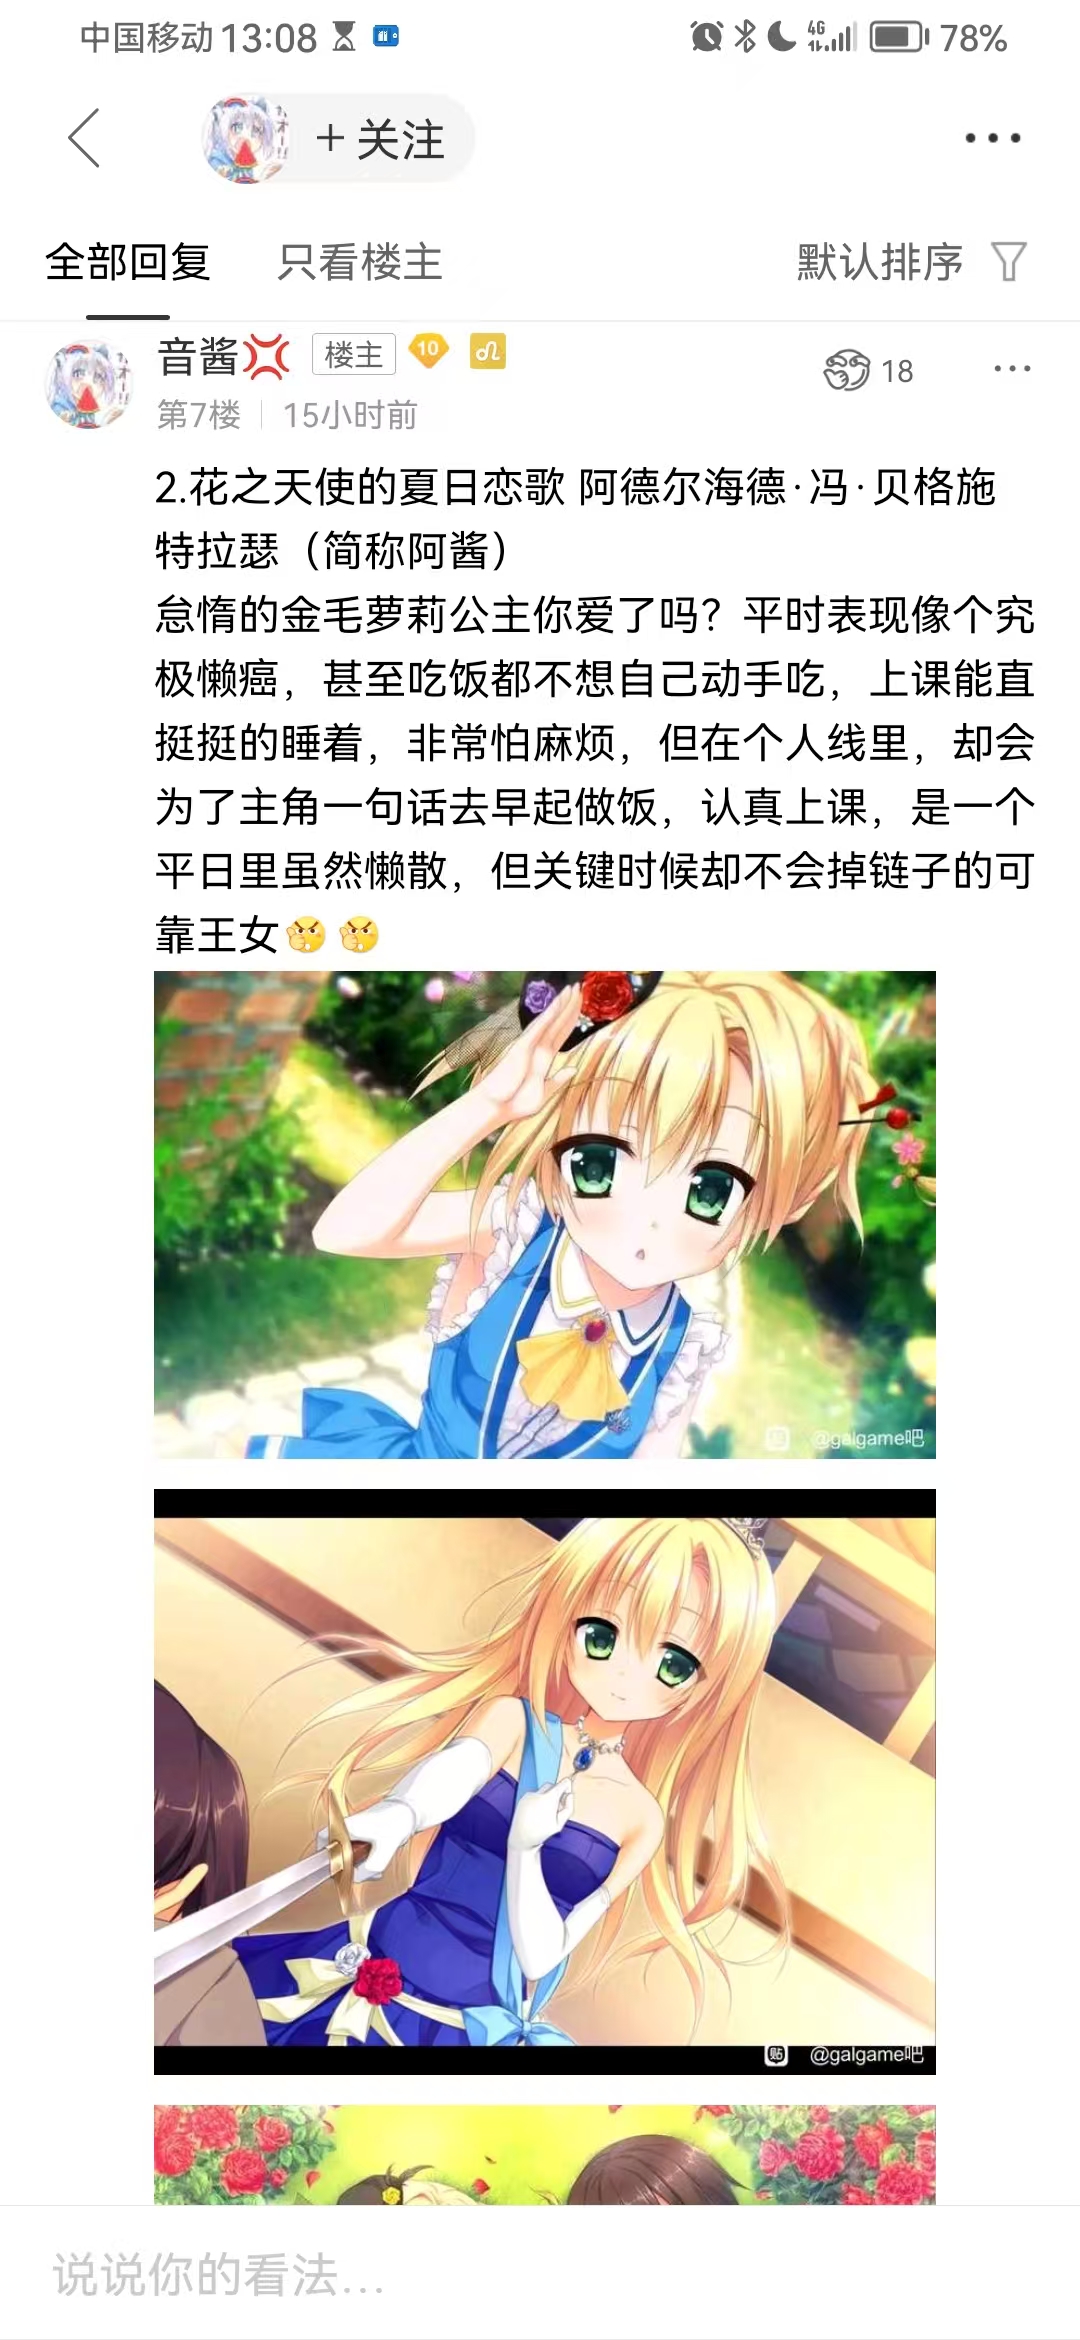 中国移动 13:08 4G 78%
+ 关注
全部回复 只看楼主 默认排序
音酱 楼主 10 18
第7楼 15小时前
2.花之天使的夏日恋歌 阿德尔海德·冯·贝格施
特拉瑟（简称阿酱）
怠惰的金毛萝莉公主你爱了吗？平时表现像个究
极懒癌，甚至吃饭都不想自己动手吃，上课能直
挺挺的睡着，非常怕麻烦，但在个人线里，却会
为了主角一句话去早起做饭，认真上课，是一个
平日里虽然懒散，但关键时候却不会掉链子的可
靠王女
贴 @galgame吧
贴 @galgame吧
说说你的看法...